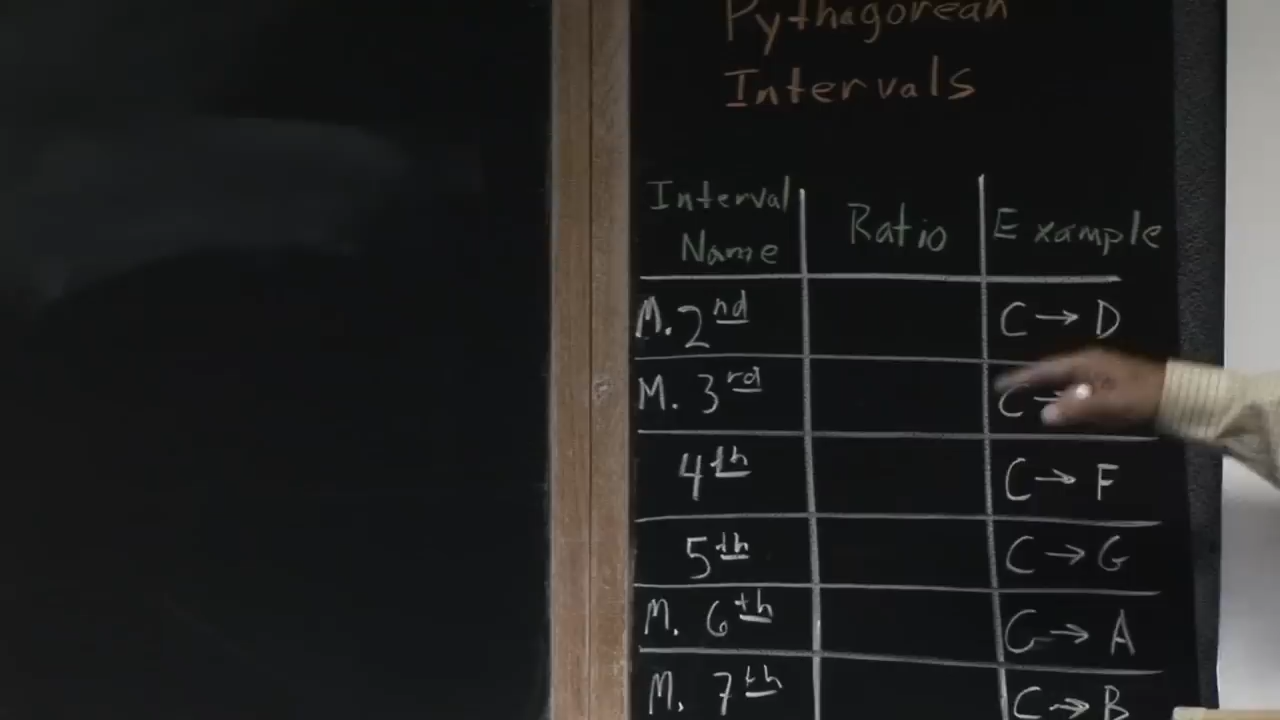 Pythagorean
Intervals
Interval Name Ratio Example
M. 2nd C → D
M. 3rd C →
4th C → F
5th C → G
M. 6th C → A
M. 7th C → B